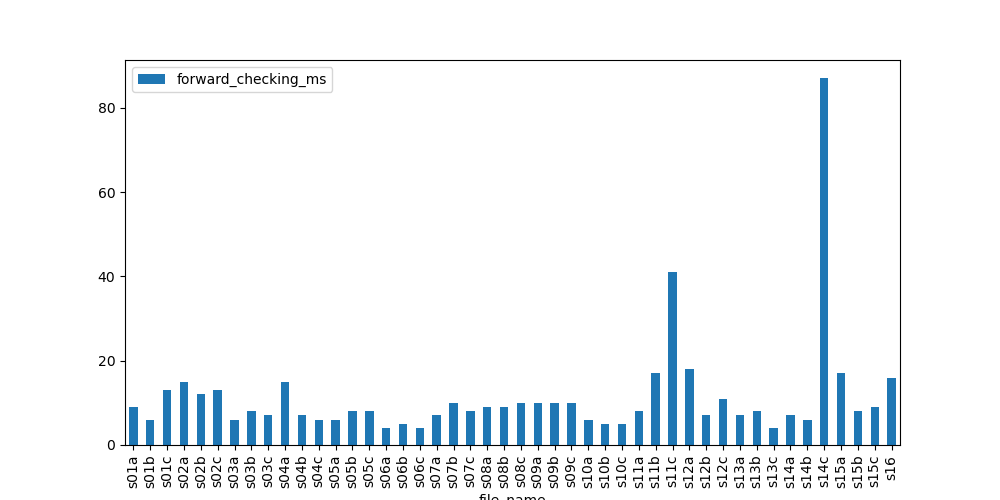 forward_checking_ms
80
60
40
20
0
s01a s01b s01c s02a s02b s02c s03a s03b s03c s04a s04b s04c s05a s05b s05c s06a s06b s06c s07a s07b s07c s08a s08b s08c s09a s09b s09c s10a s10b s10c s11a s11b s11c s12a s12b s12c s13a s13b s13c s14a s14b s14c s15a s15b s15c s16
file_name